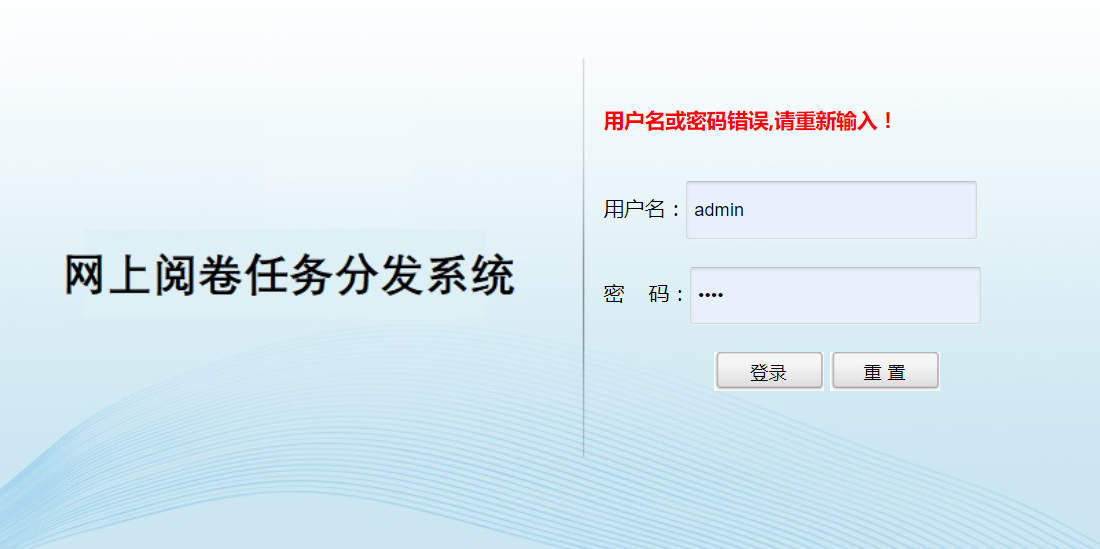 网上阅卷任务分发系统
用户名或密码错误,请重新输入！
用户名：admin
密 码：••••
登录 重 置